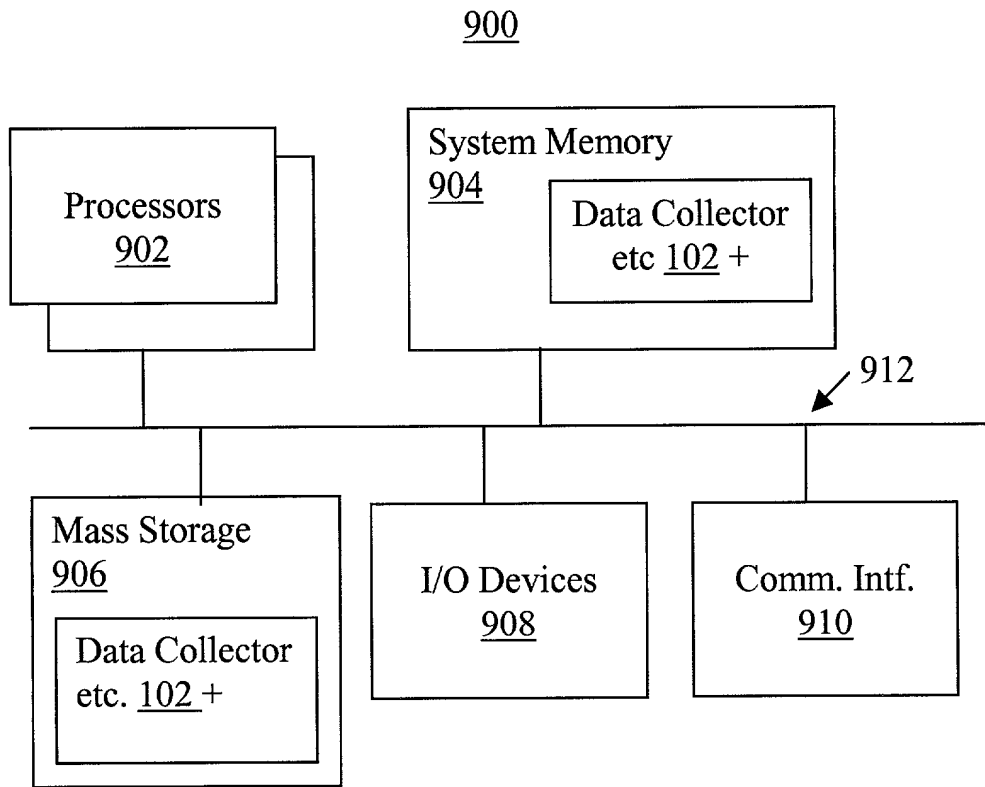 900
Processors
902
System Memory
904
Data Collector
etc 102 +
912
Mass Storage
906
Data Collector
etc. 102 +
I/O Devices
908
Comm. Intf.
910